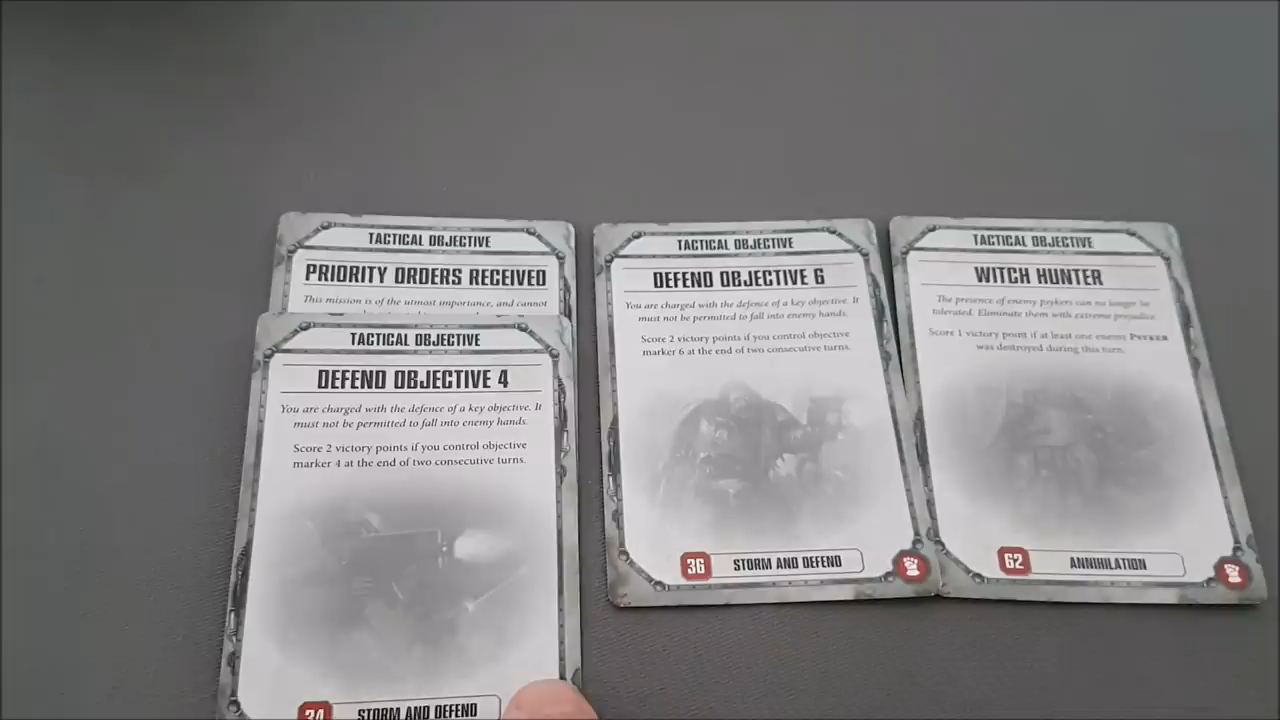 TACTICAL OBJECTIVE
PRIORITY ORDERS RECEIVED
This mission is of the utmost importance, and cannot
TACTICAL OBJECTIVE
DEFEND OBJECTIVE 4
You are charged with the defence of a key objective. It
must not be permitted to fall into enemy hands.
Score 2 victory points if you control objective
marker 4 at the end of two consecutive turns.
34 STORM AND DEFEND
TACTICAL OBJECTIVE
DEFEND OBJECTIVE 6
You are charged with the defence of a key objective. It
must not be permitted to fall into enemy hands.
Score 2 victory points if you control objective
marker 6 at the end of two consecutive turns.
36 STORM AND DEFEND
TACTICAL OBJECTIVE
WITCH HUNTER
The presence of enemy psykers can no longer be
tolerated. Eliminate them with extreme prejudice.
Score 1 victory point if at least one enemy PSYKER
was destroyed during this turn.
62 ANNIHILATION